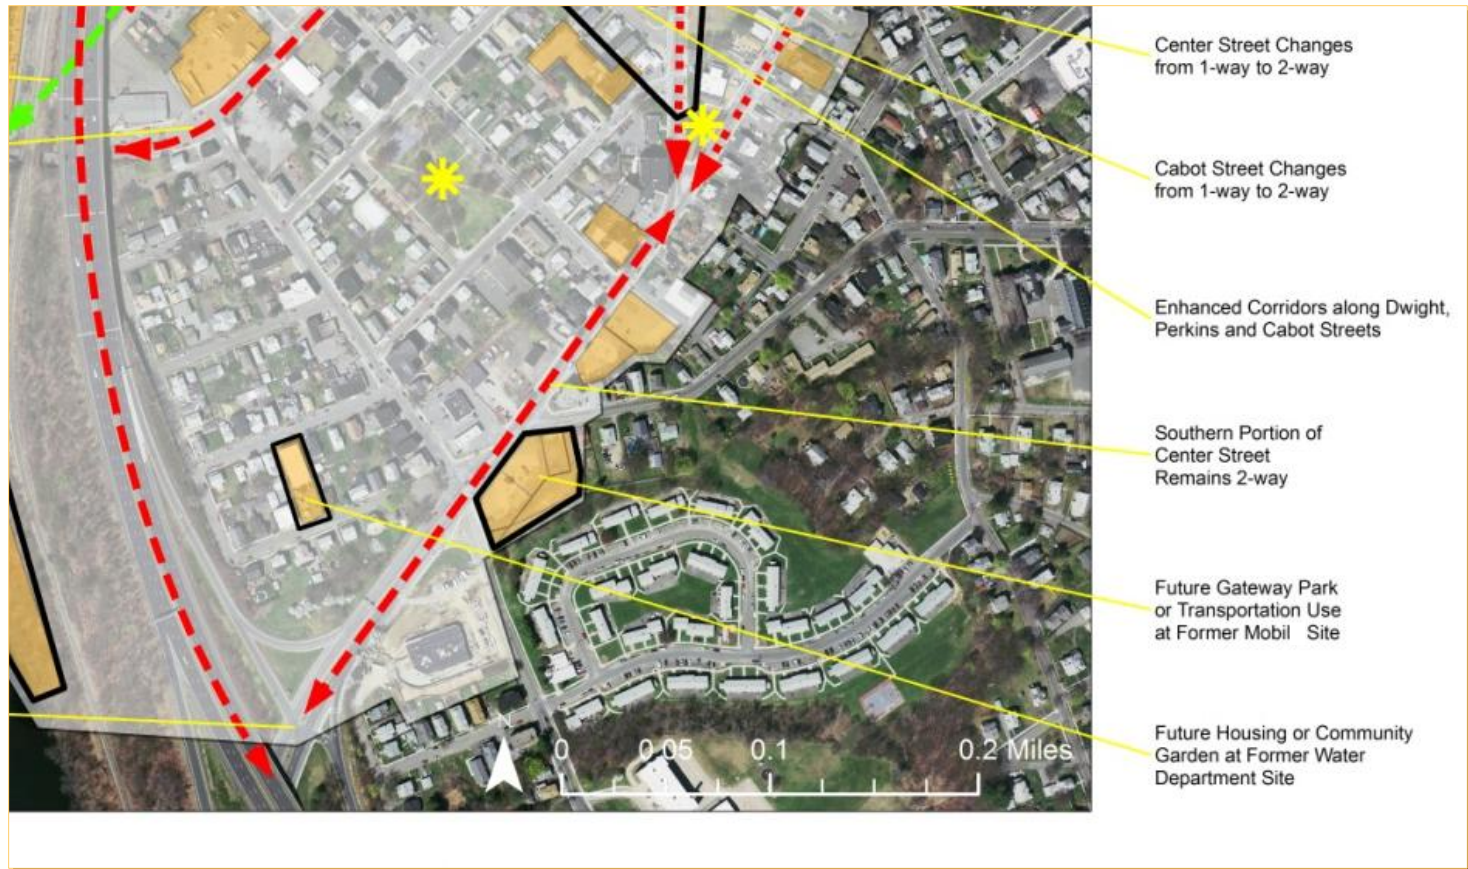 Center Street Changes
from 1-way to 2-way
Cabot Street Changes
from 1-way to 2-way
Enhanced Corridors along Dwight,
Perkins and Cabot Streets
Southern Portion of
Center Street
Remains 2-way
Future Gateway Park
or Transportation Use
at Former Mobil Site
Future Housing or Community
Garden at Former Water
Department Site
N
0 0.05 0.1 0.2 Miles